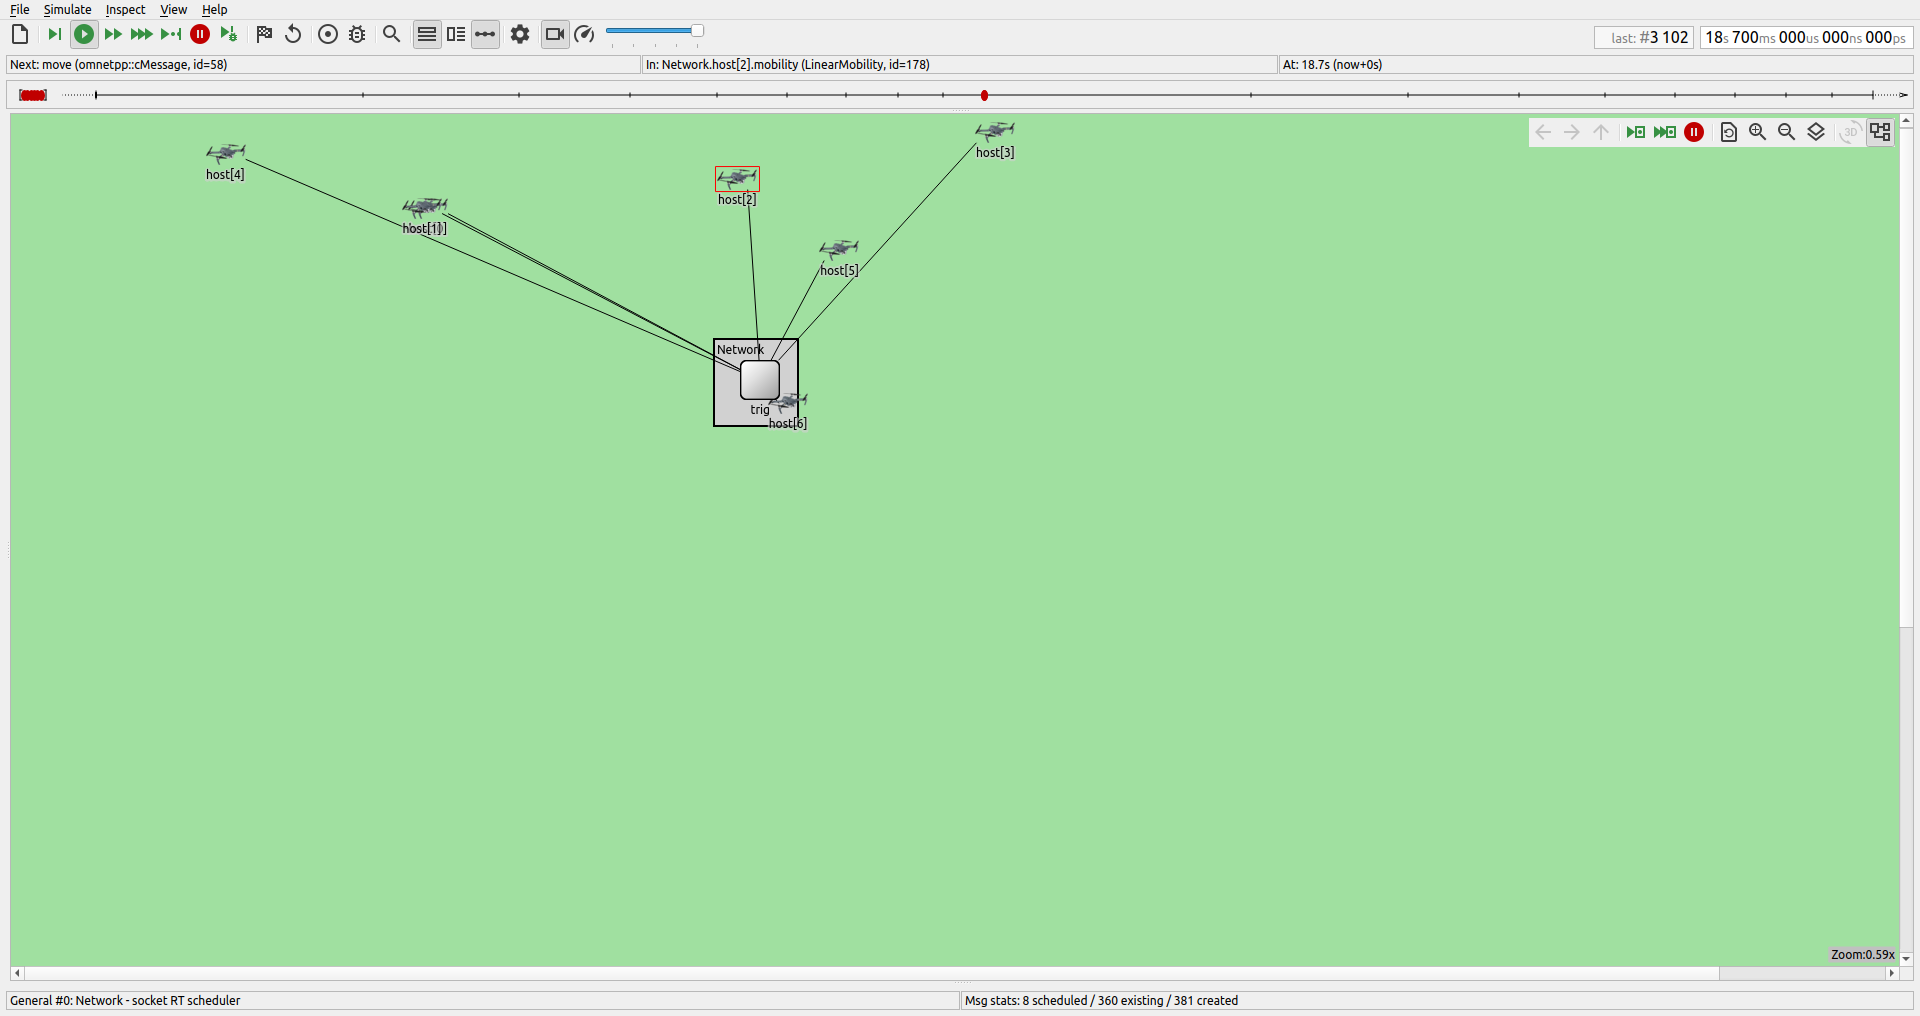 File Simulate Inspect View Help
last: #3 102
18s 700ms 000us 000ns 000ps
Next: move (omnetpp::cMessage, id=58)
In: Network.host[2].mobility (LinearMobility, id=178)
At: 18.7s (now+0s)
3D
host[3]
host[4]
host[2]
host[1]
host[5]
Network
trig
host[6]
Zoom:0.59x
General #0: Network - socket RT scheduler
Msg stats: 8 scheduled / 360 existing / 381 created